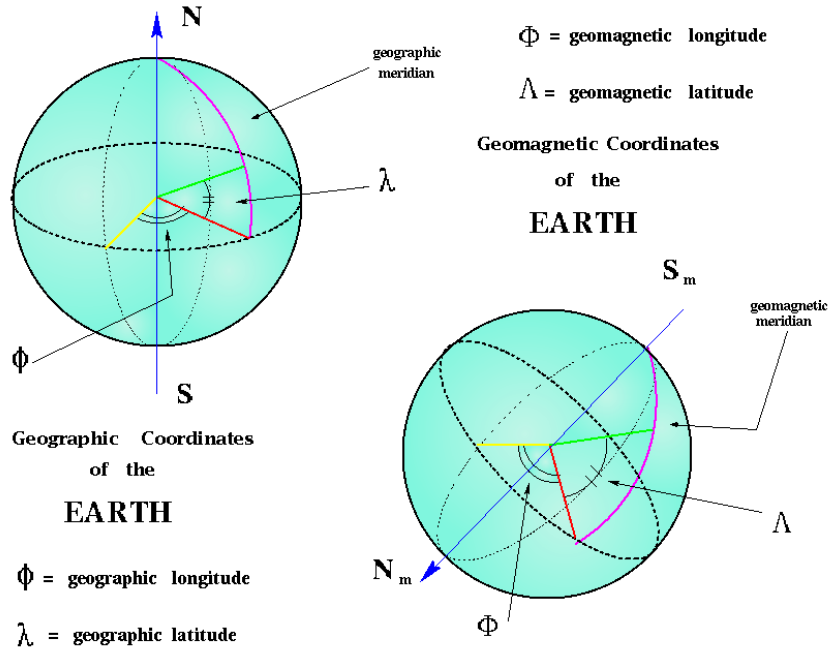 N
geographic
meridian
λ
ϕ
S
Geographic Coordinates
of the
EARTH
ϕ = geographic longitude
λ = geographic latitude
Φ = geomagnetic longitude
Λ = geomagnetic latitude
Geomagnetic Coordinates
of the
EARTH
S m
geomagnetic
meridian
Λ
N m
Φ